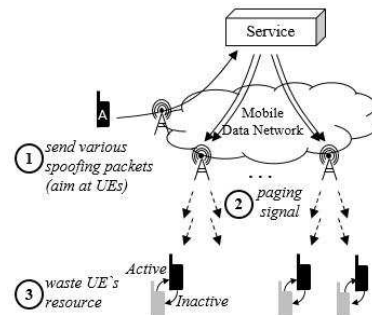 Service
Mobile
Data Network
A
1 send various
spoofing packets
(aim at UEs)
. . .
2 paging
signal
Active
3 waste UE`s
resource
Inactive